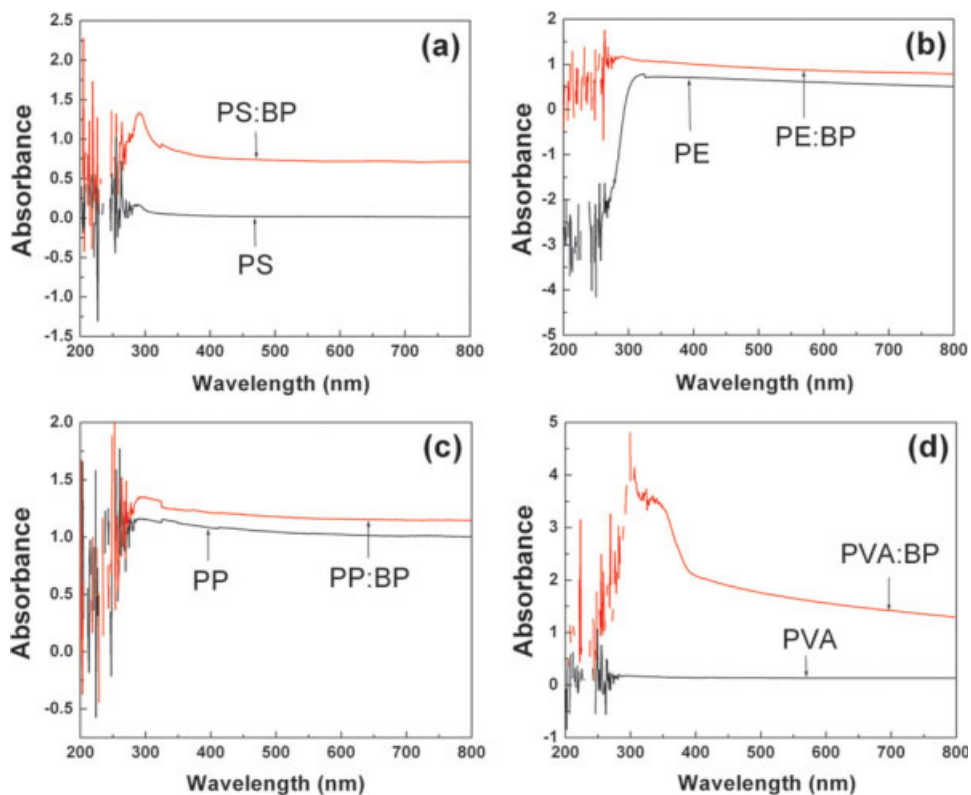 (a)
2.5
2.0
1.5
1.0
0.5
0.0
-0.5
-1.0
-1.5
Absorbance
PS:BP
PS
200 300 400 500 600 700 800
Wavelength (nm)
(b)
2
1
0
-1
-2
-3
-4
-5
Absorbance
PE
PE:BP
200 300 400 500 600 700 800
Wavelength (nm)
(c)
2.0
1.5
1.0
0.5
0.0
-0.5
Absorbance
PP
PP:BP
200 300 400 500 600 700 800
Wavelength (nm)
(d)
5
4
3
2
1
0
-1
Absorbance
PVA:BP
PVA
200 300 400 500 600 700 800
Wavelength (nm)